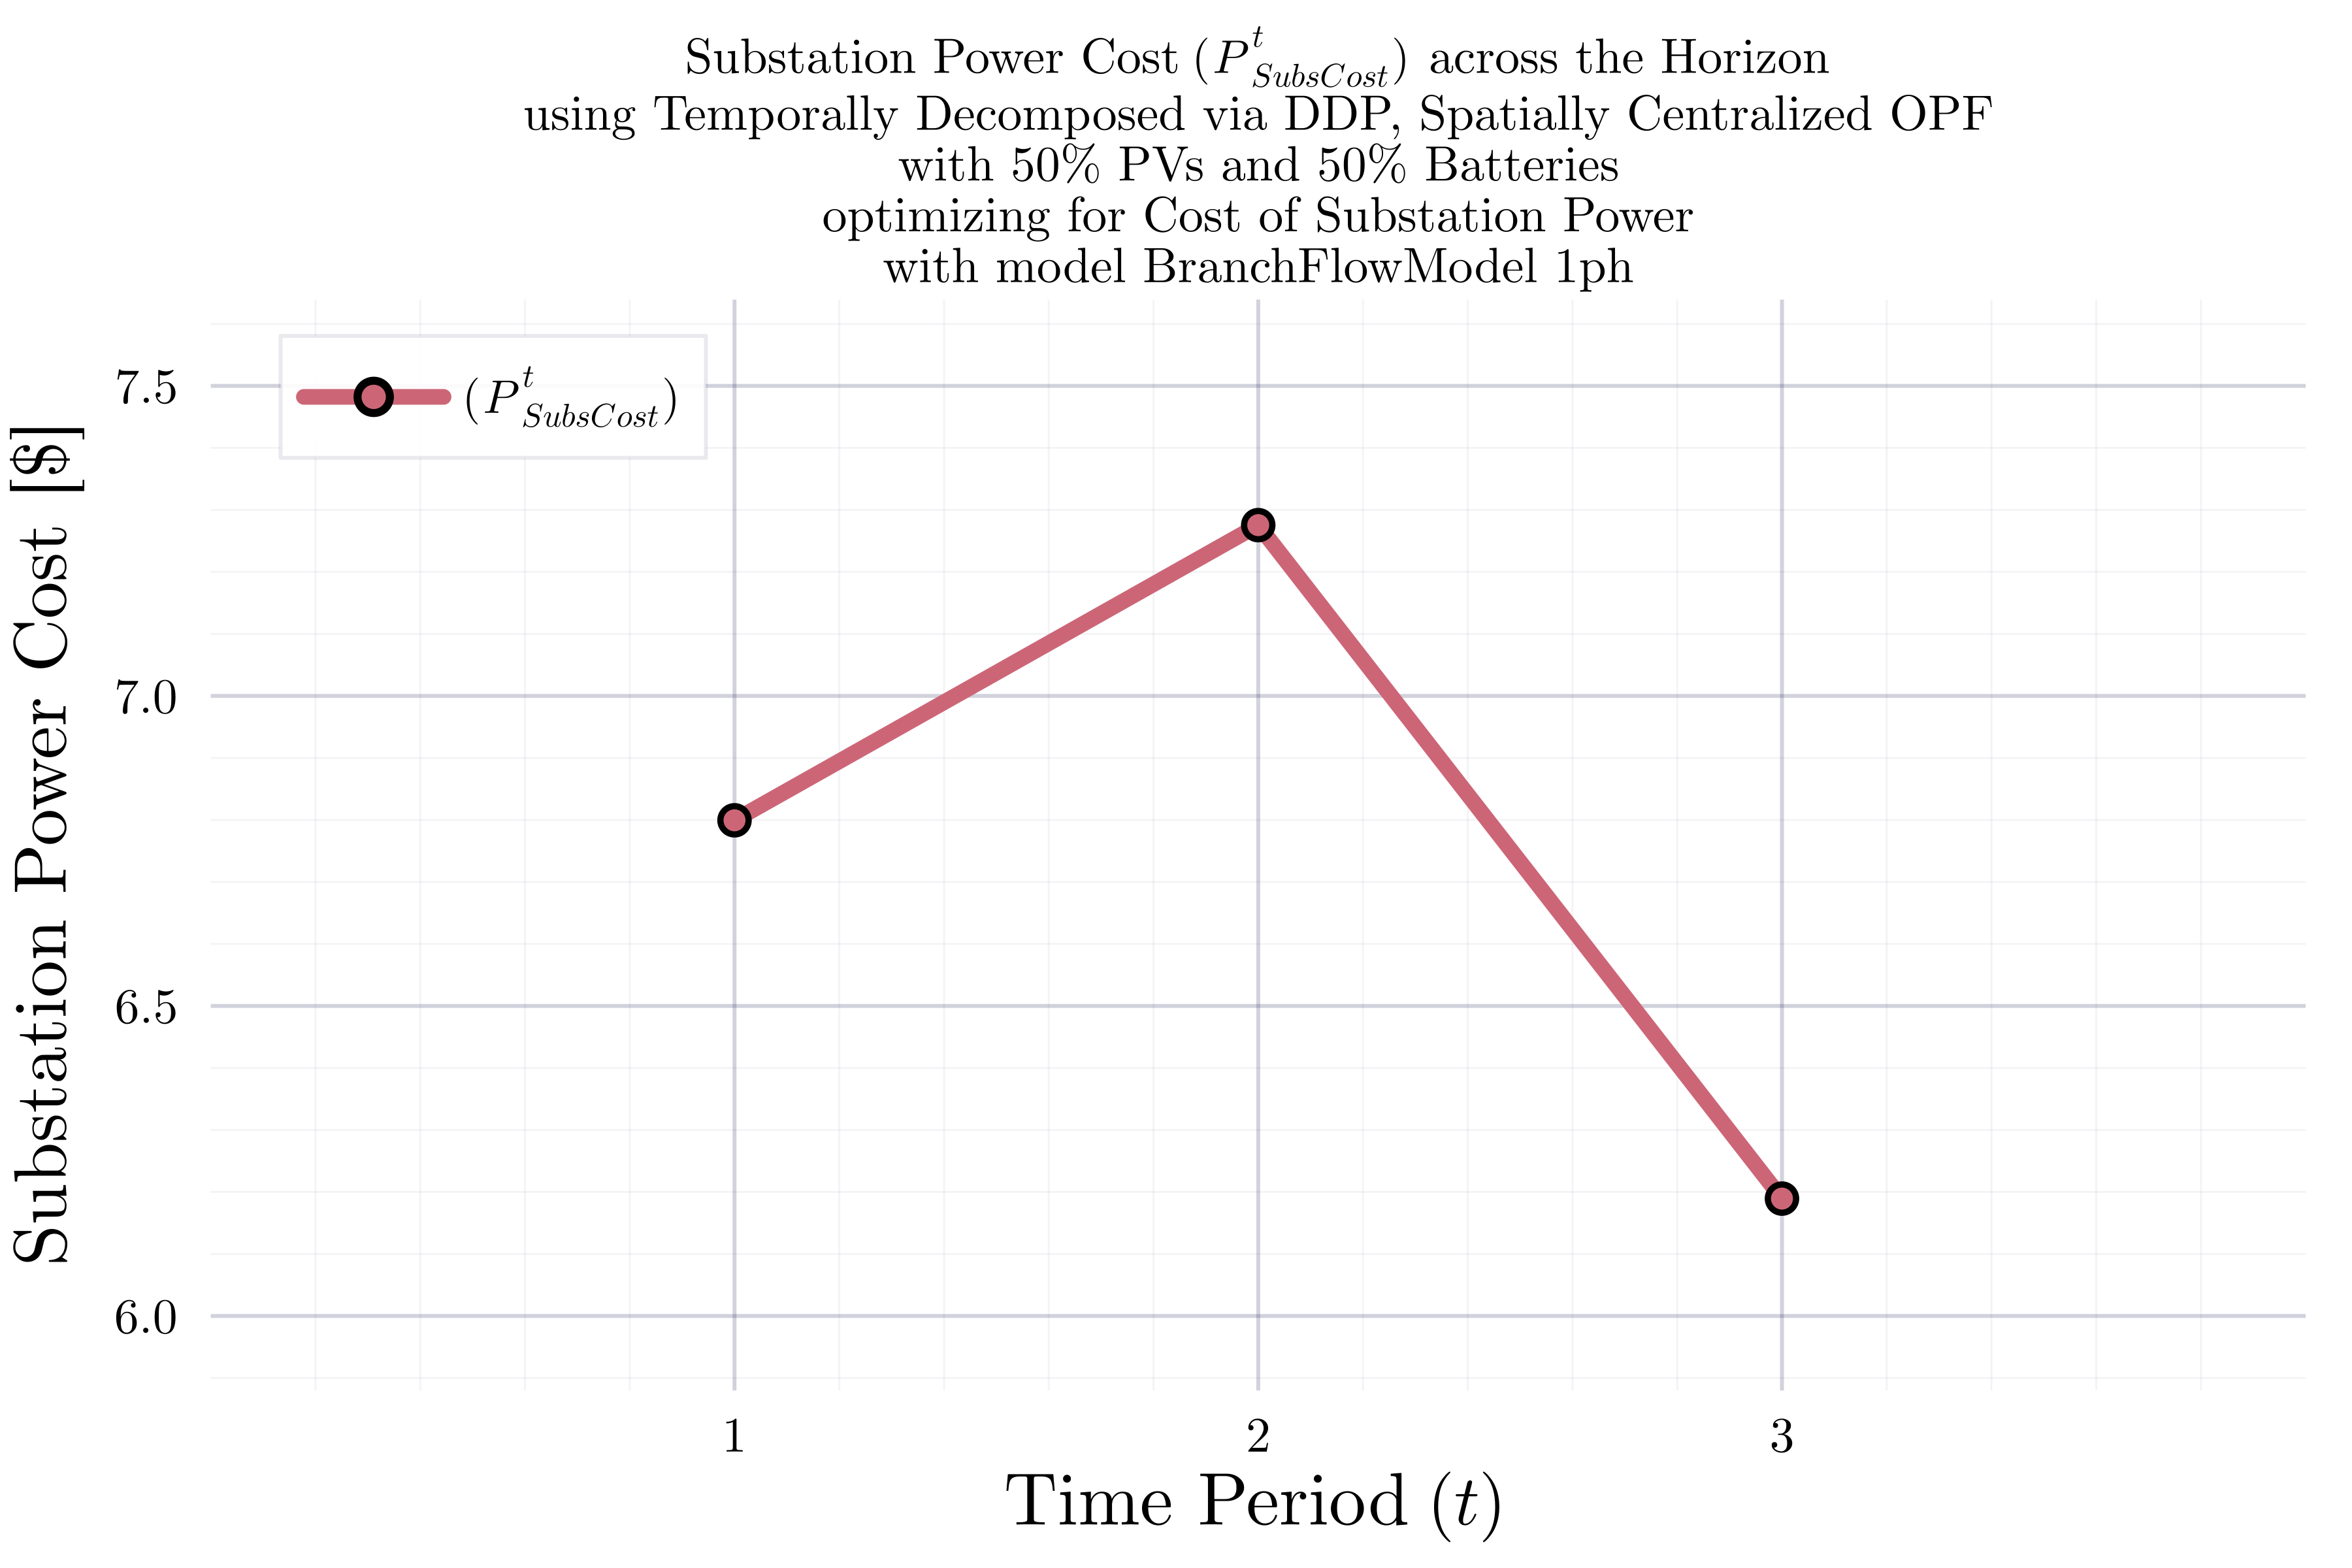 Substation Power Cost (P^t_SubsCost) across the Horizon
using Temporally Decomposed via DDP, Spatially Centralized OPF
with 50% PVs and 50% Batteries
optimizing for Cost of Substation Power
with model BranchFlowModel 1ph
(P^t_SubsCost)
Substation Power Cost [$]
7.5
7.0
6.5
6.0
1 2 3
Time Period (t)